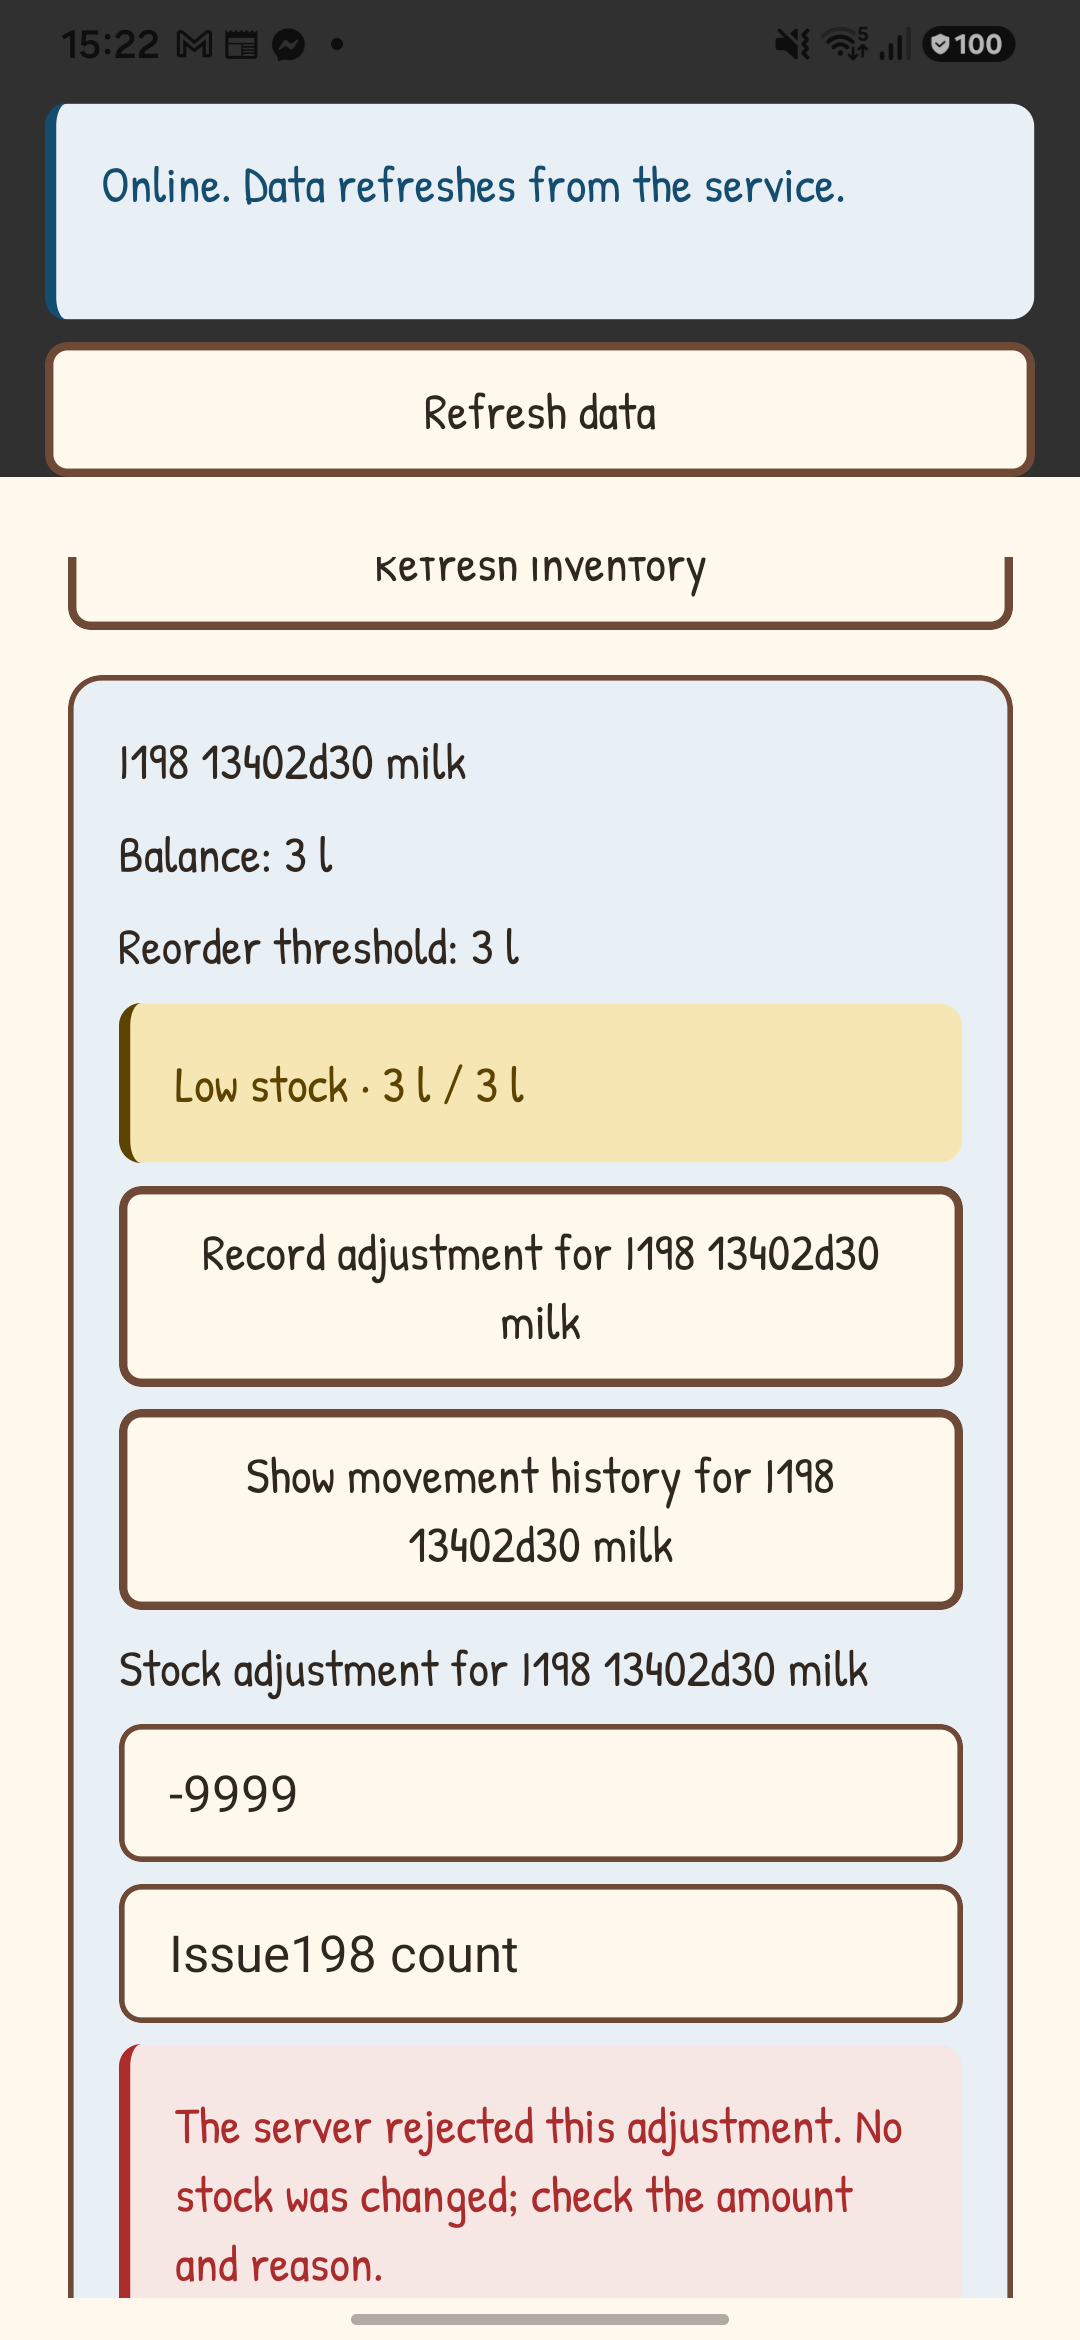 15:22
5
100
Online. Data refreshes from the service.
Refresh data
Refresh inventory
I198 13402d30 milk
Balance: 3 l
Reorder threshold: 3 l
Low stock · 3 l / 3 l
Record adjustment for I198 13402d30
milk
Show movement history for I198
13402d30 milk
Stock adjustment for I198 13402d30 milk
-9999
Issue198 count
The server rejected this adjustment. No
stock was changed; check the amount
and reason.